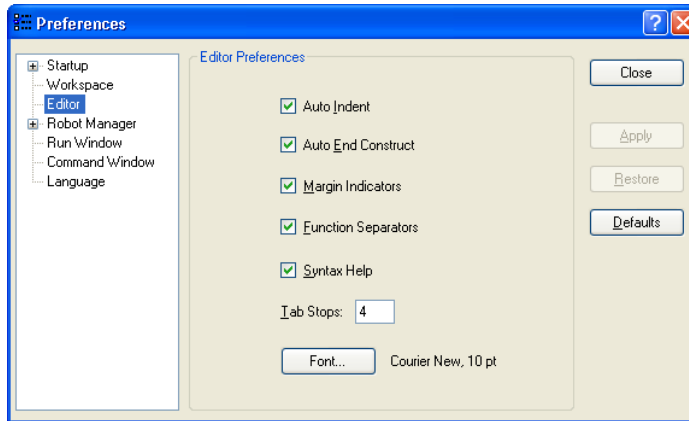 Preferences
Startup
Workspace
Editor
Robot Manager
Run Window
Command Window
Language
Editor Preferences
Auto Indent
Auto End Construct
Margin Indicators
Function Separators
Syntax Help
Tab Stops: 4
Font... Courier New, 10 pt
Close
Apply
Restore
Defaults